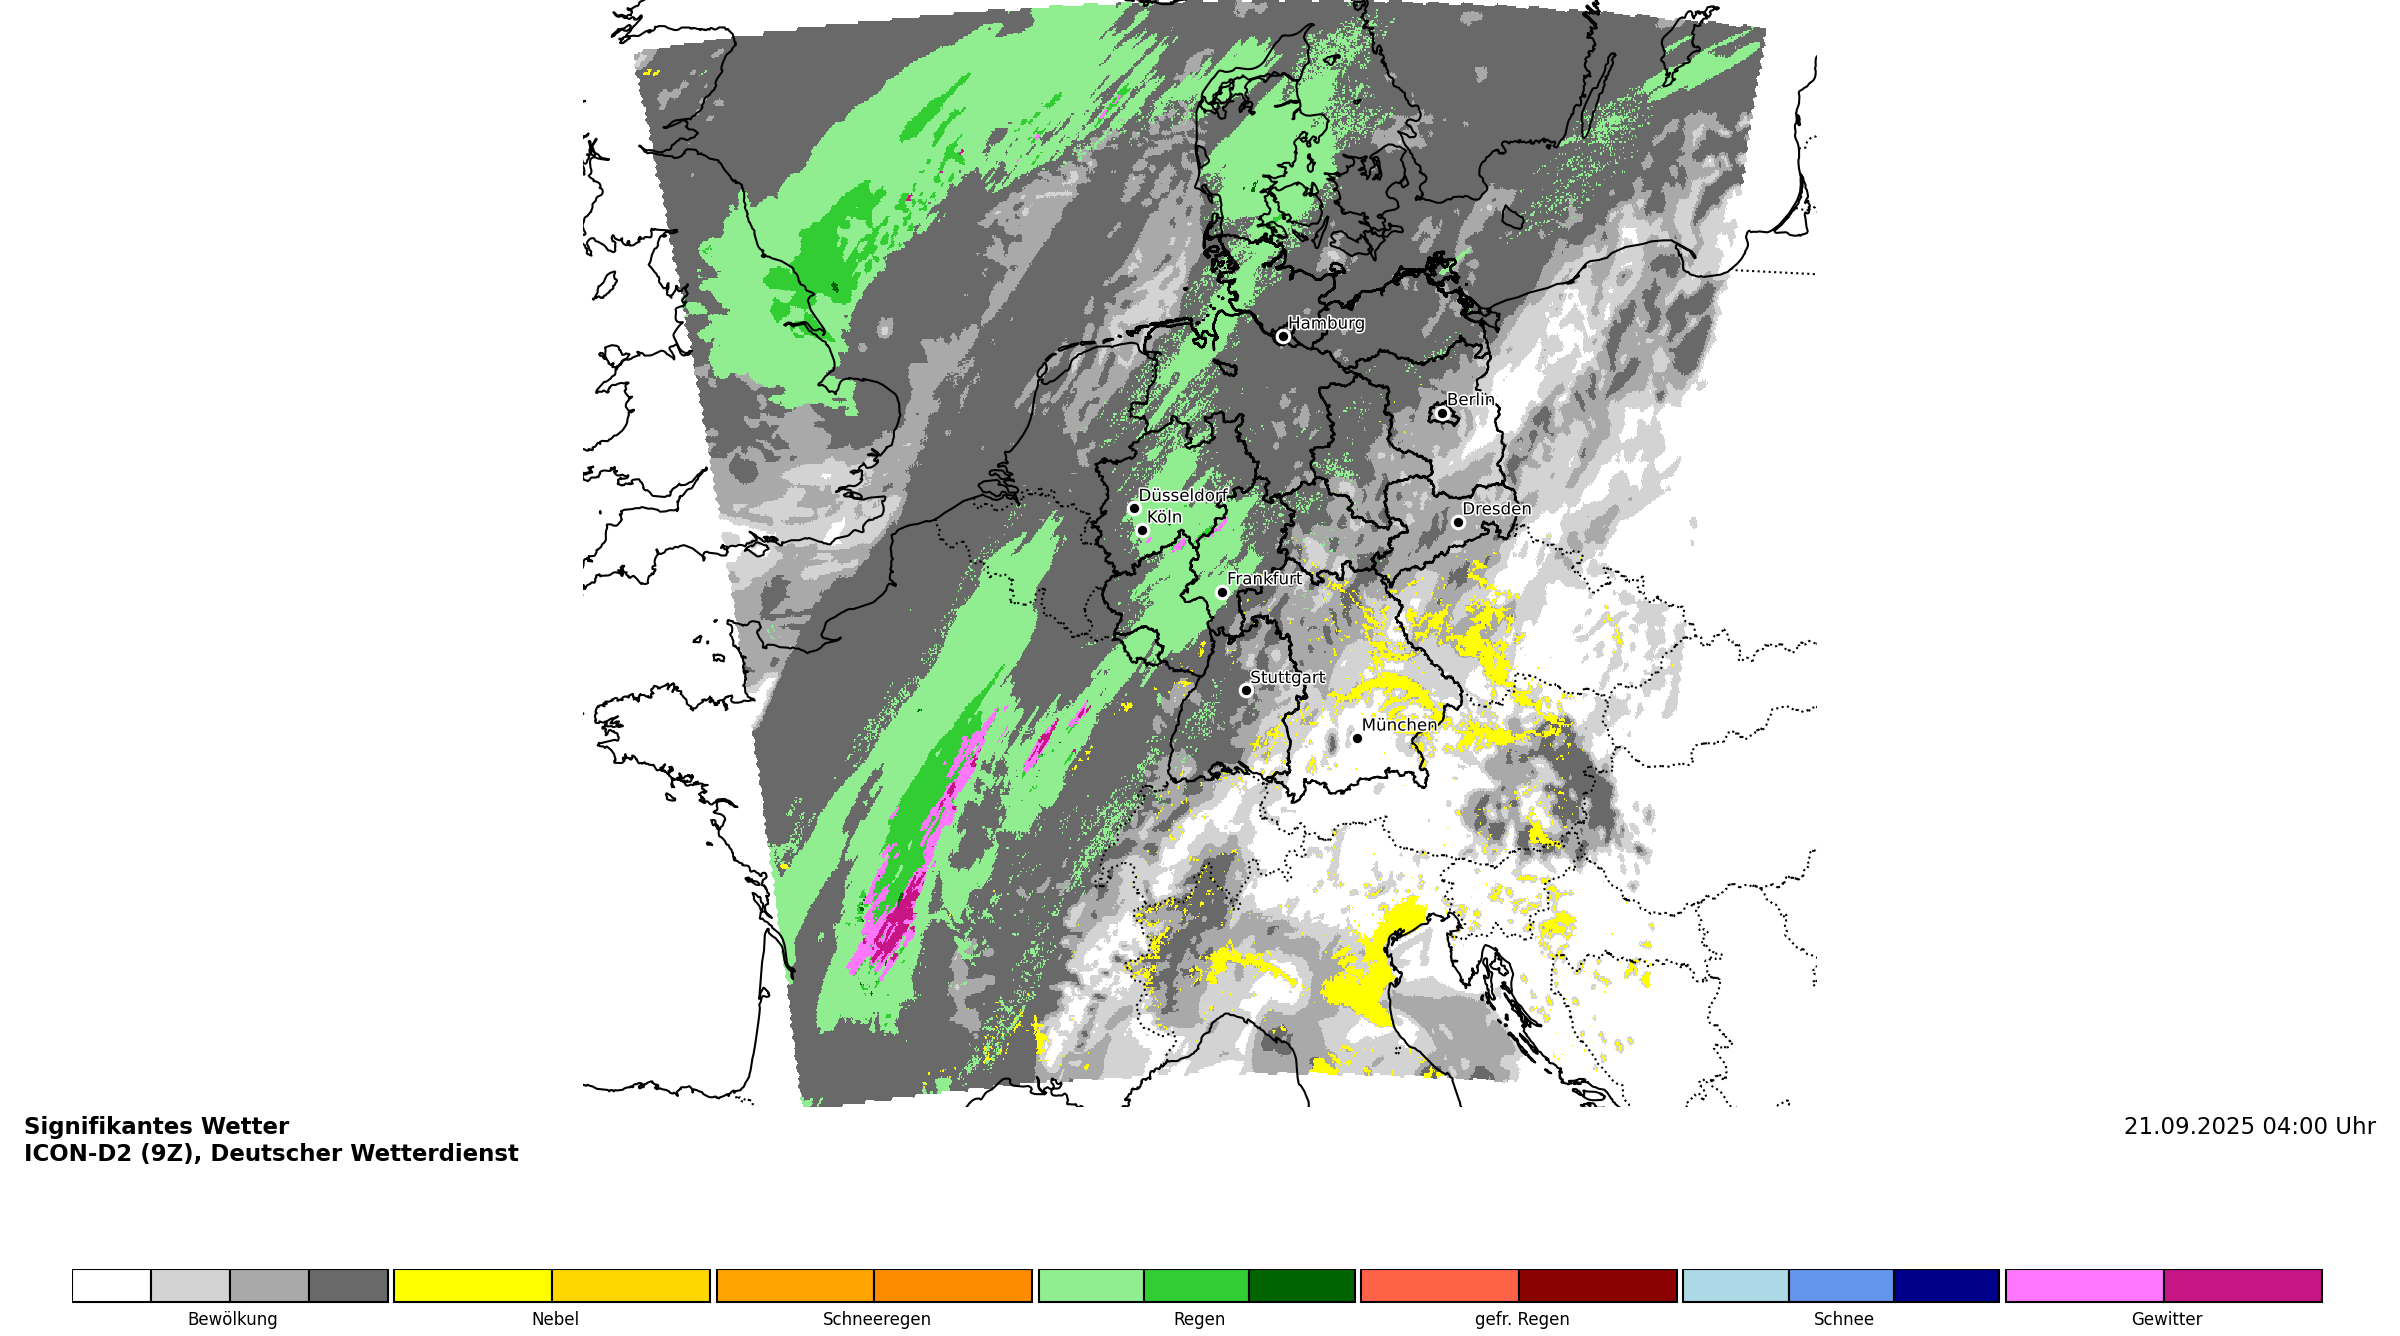 Hamburg
Berlin
Düsseldorf
Köln
Dresden
Frankfurt
Stuttgart
München
Signifikantes Wetter
ICON-D2 (9Z), Deutscher Wetterdienst
21.09.2025 04:00 Uhr
Bewölkung
Nebel
Schneeregen
Regen
gefr. Regen
Schnee
Gewitter